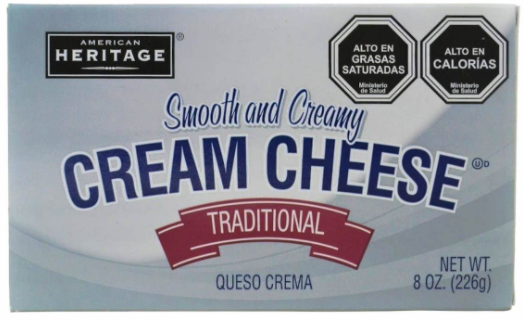 AMERICAN
HERITAGE®
ALTO EN
GRASAS
SATURADAS
Ministerio
de Salud
ALTO EN
CALORÍAS
Ministerio
de Salud
Smooth and Creamy
CREAM CHEESE
Ⓤ D
TRADITIONAL
QUESO CREMA
NET WT.
8 OZ. (226g)